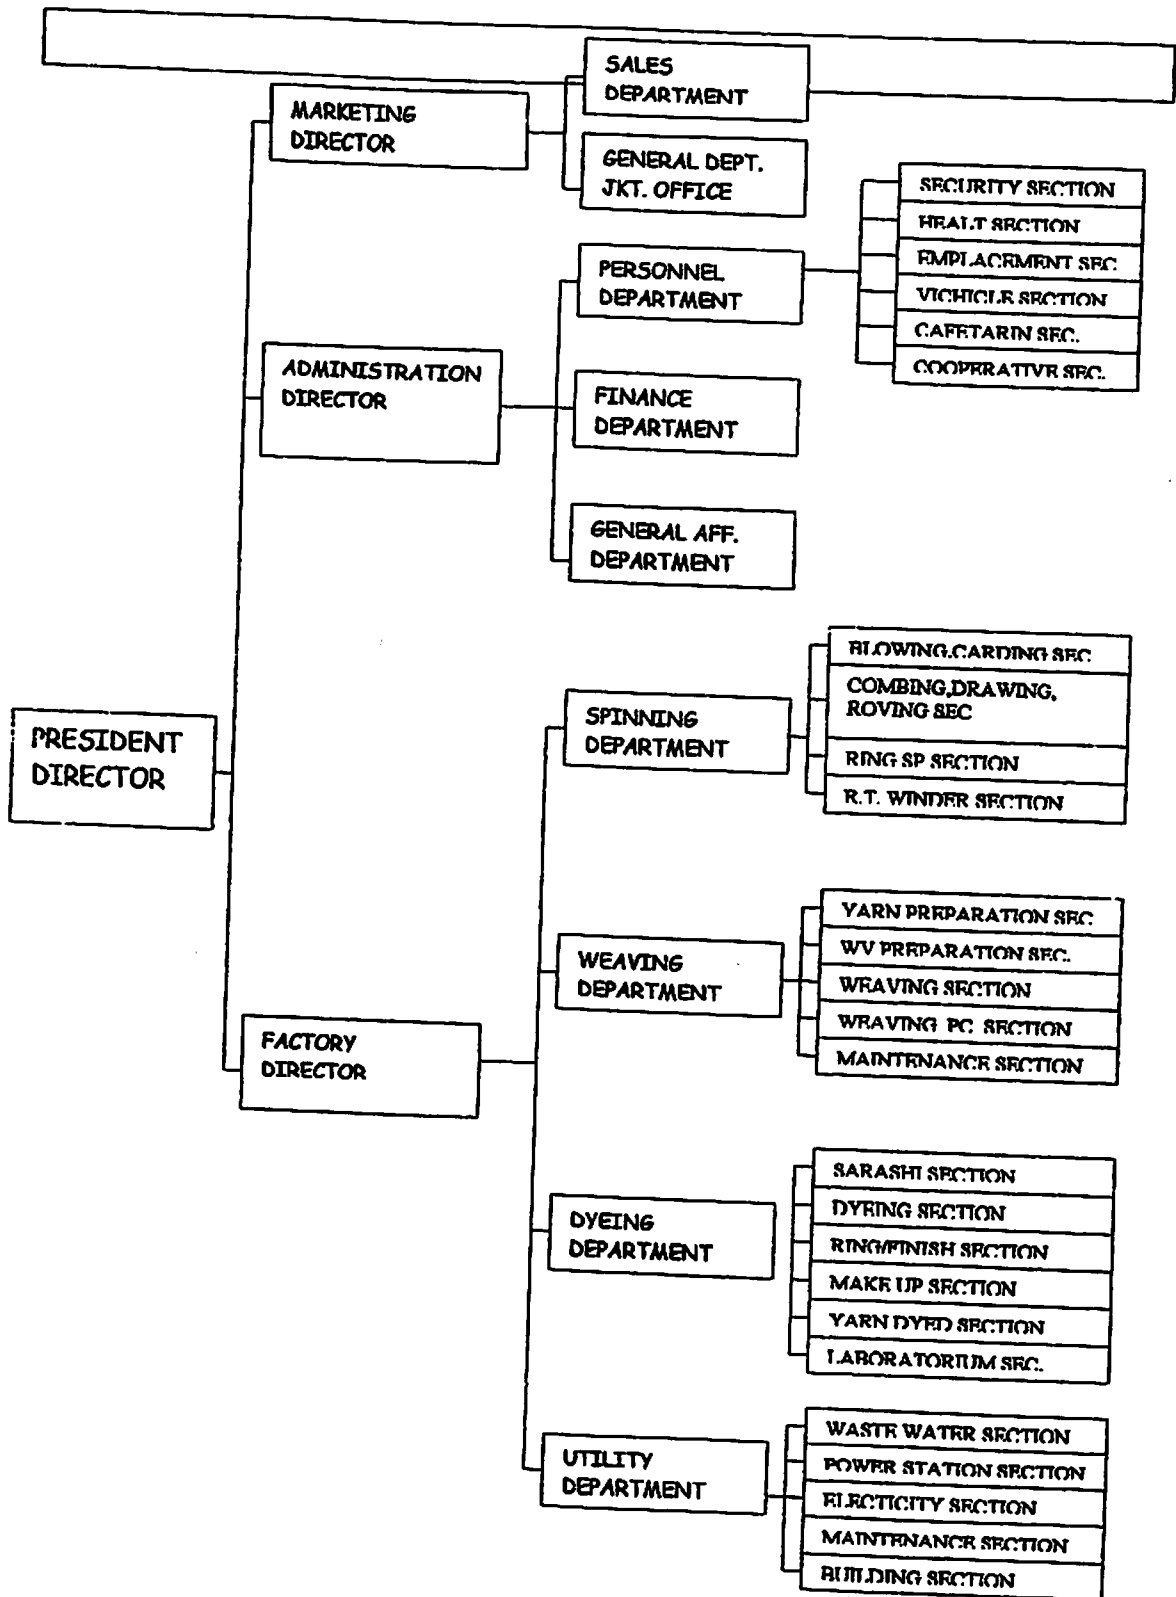 SALES
DEPARTMENT
MARKETING
DIRECTOR
GENERAL DEPT.
JKT. OFFICE
SECURITY SECTION
HEALT SECTION
EMPLACEMENT SEC
VICHICLE SECTION
CAFETARIN SEC.
COOPERATIVE SEC.
PERSONNEL
DEPARTMENT
ADMINISTRATION
DIRECTOR
FINANCE
DEPARTMENT
GENERAL AFF.
DEPARTMENT
BLOWING.CARDING SEC
COMBING,DRAWING,
ROVING SEC
RING SP SECTION
R.T. WINDER SECTION
SPINNING
DEPARTMENT
PRESIDENT
DIRECTOR
YARN PREPARATION SEC
WV PREPARATION SEC.
WEAVING SECTION
WEAVING PC SECTION
MAINTENANCE SECTION
WEAVING
DEPARTMENT
FACTORY
DIRECTOR
SARASHI SECTION
DYEING SECTION
RING/FINISH SECTION
MAKE UP SECTION
YARN DYED SECTION
LABORATORIUM SEC.
DYEING
DEPARTMENT
WASTE WATER SECTION
POWER STATION SECTION
ELECTICITY SECTION
MAINTENANCE SECTION
BUILDING SECTION
UTILITY
DEPARTMENT